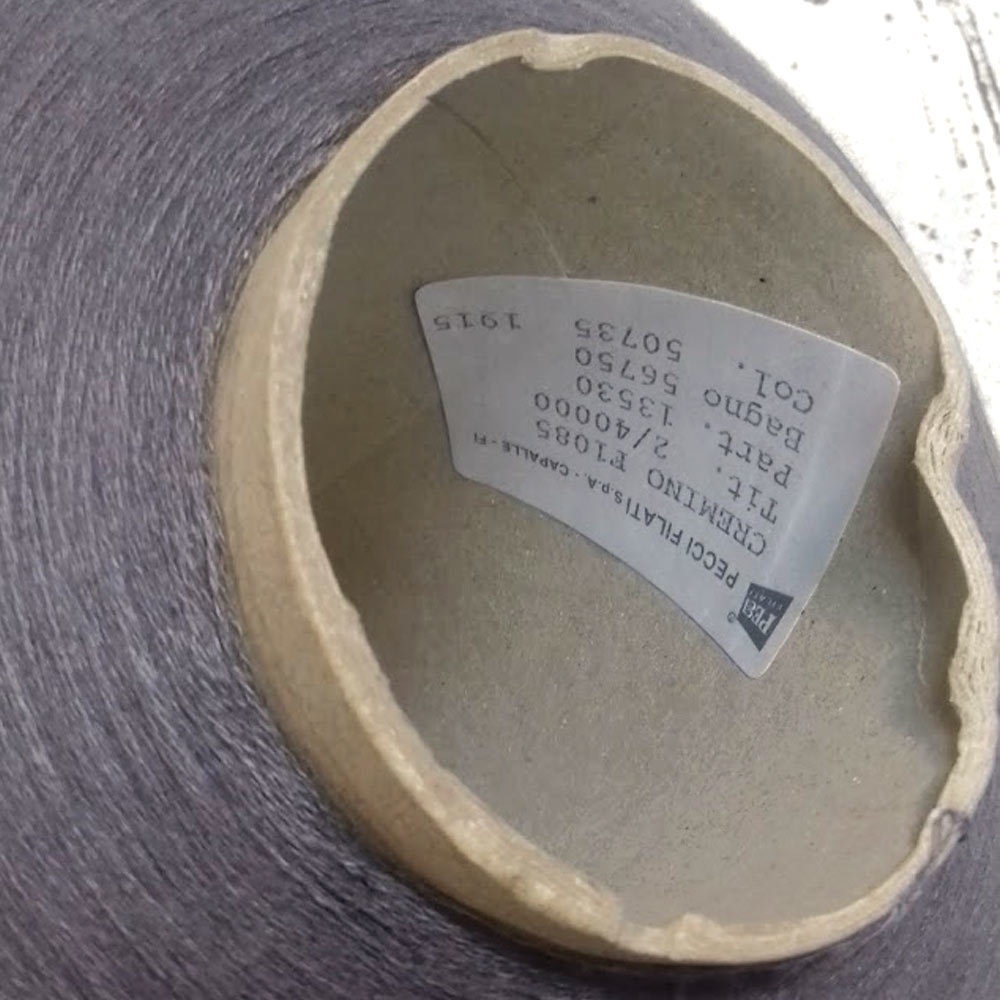 PECCI FILATI S.p.A. - CAPALLE - FI
CREMINO F1085
Tit. 2/40000
Part. 13530
Bagno 56750
Col. 50735 1915